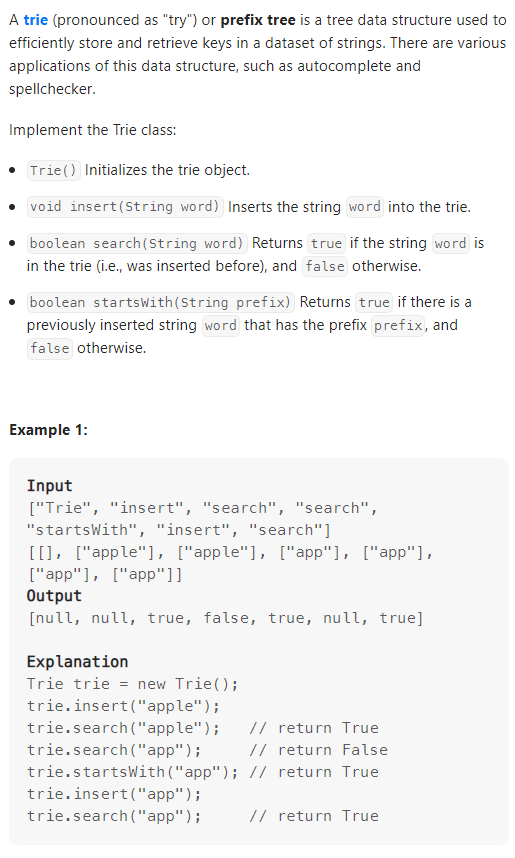 A trie (pronounced as "try") or prefix tree is a tree data structure used to
efficiently store and retrieve keys in a dataset of strings. There are various
applications of this data structure, such as autocomplete and
spellchecker.
Implement the Trie class:
• Trie() Initializes the trie object.
• void insert(String word) Inserts the string word into the trie.
• boolean search(String word) Returns true if the string word is
in the trie (i.e., was inserted before), and false otherwise.
• boolean startsWith(String prefix) Returns true if there is a
previously inserted string word that has the prefix prefix, and
false otherwise.
Example 1:
Input
["Trie", "insert", "search", "search",
"startsWith", "insert", "search"]
[[], ["apple"], ["apple"], ["app"], ["app"],
["app"], ["app"]]
Output
[null, null, true, false, true, null, true]
Explanation
Trie trie = new Trie();
trie.insert("apple");
trie.search("apple");   // return True
trie.search("app");     // return False
trie.startsWith("app"); // return True
trie.insert("app");
trie.search("app");     // return True